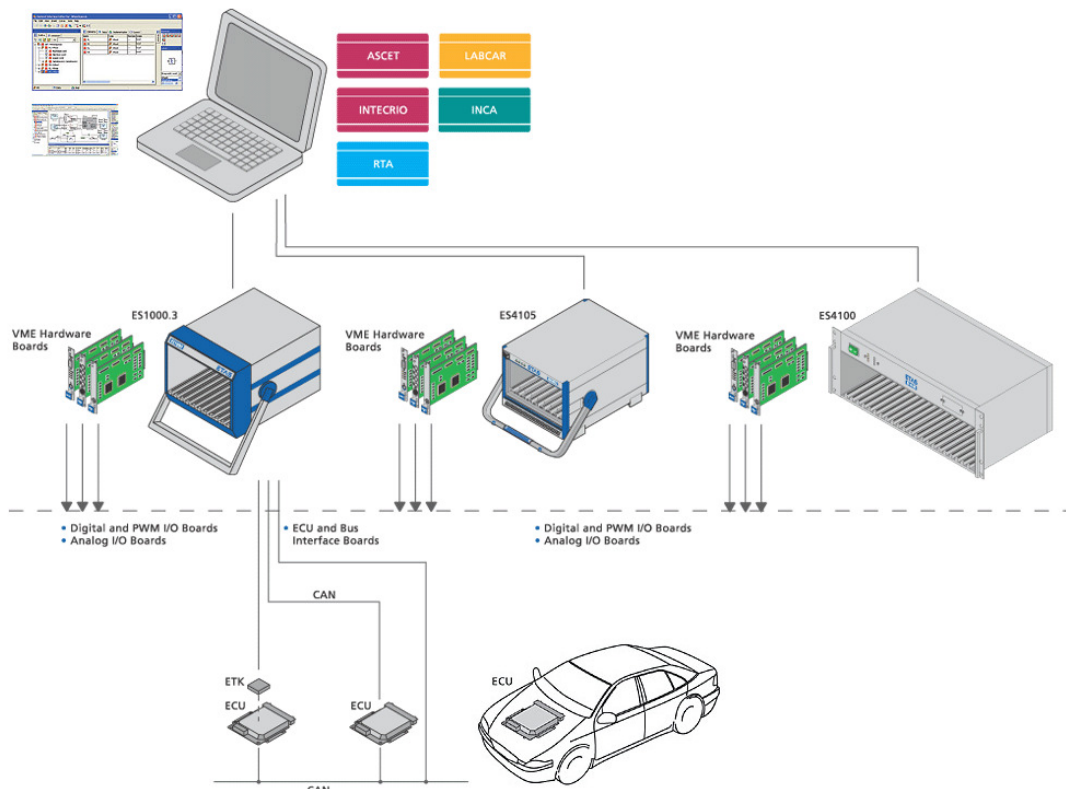 ASCET
LABCAR
INTECRIO
INCA
RTA
ES1000.3
VME Hardware
Boards
ES4105
VME Hardware
Boards
ES4100
VME Hardware
Boards
• Digital and PWM I/O Boards
• Analog I/O Boards
• ECU and Bus
Interface Boards
• Digital and PWM I/O Boards
• Analog I/O Boards
CAN
ETK
ECU
ECU
ECU
CAN